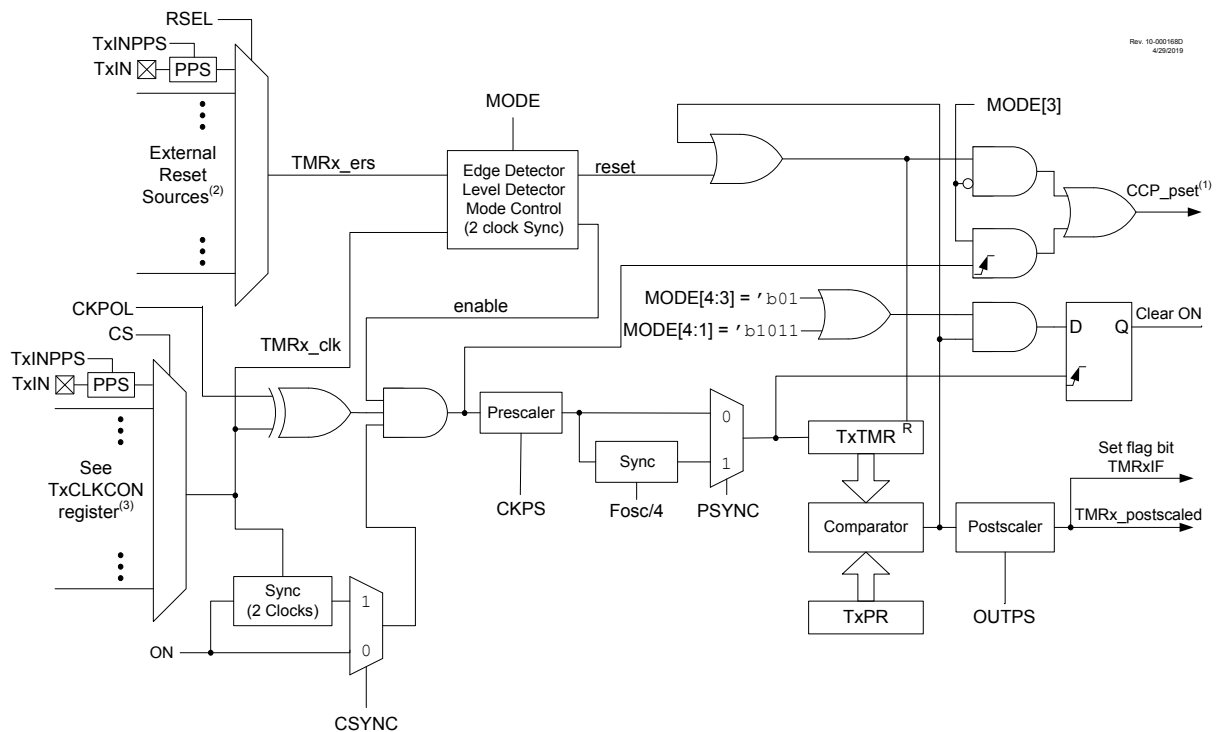 RSEL
TxINPPS
TxIN
PPS
Rev. 10-000168D
4/29/2019
MODE
MODE[3]
External
Reset
Sources(2)
TMRx_ers
Edge Detector
Level Detector
Mode Control
(2 clock Sync)
reset
CCP_pset(1)
enable
MODE[4:3] = 'b01
MODE[4:1] = 'b1011
D
Q
Clear ON
CKPOL
CS
TMRx_clk
TxINPPS
TxIN
PPS
Prescaler
0
1
Sync
TxTMR
R
See
TxCLKCON
register(3)
CKPS
Fosc/4
PSYNC
Set flag bit
TMRxIF
Comparator
Postscaler
TMRx_postscaled
Sync
(2 Clocks)
1
0
TxPR
OUTPS
ON
CSYNC